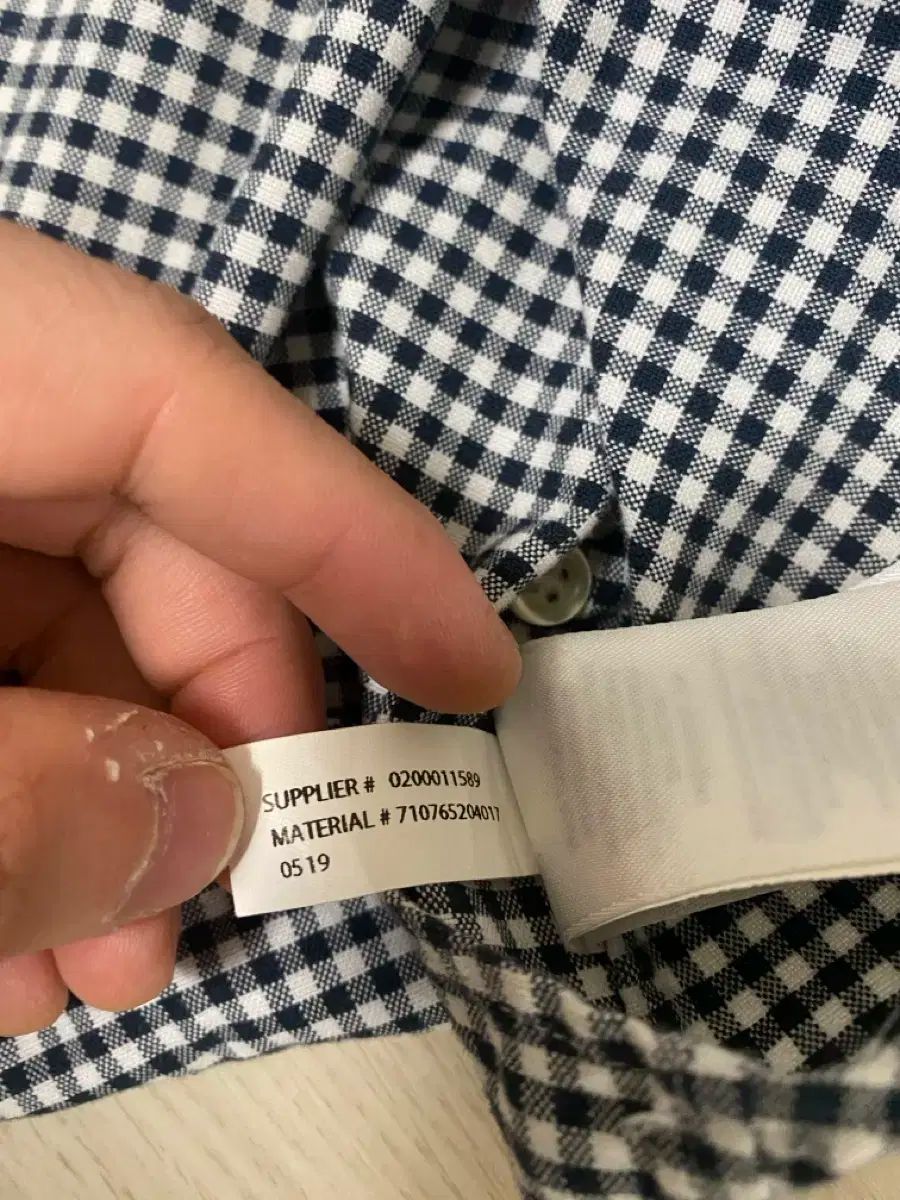 SUPPLIER # 0200011589
MATERIAL # 710765204017
0519